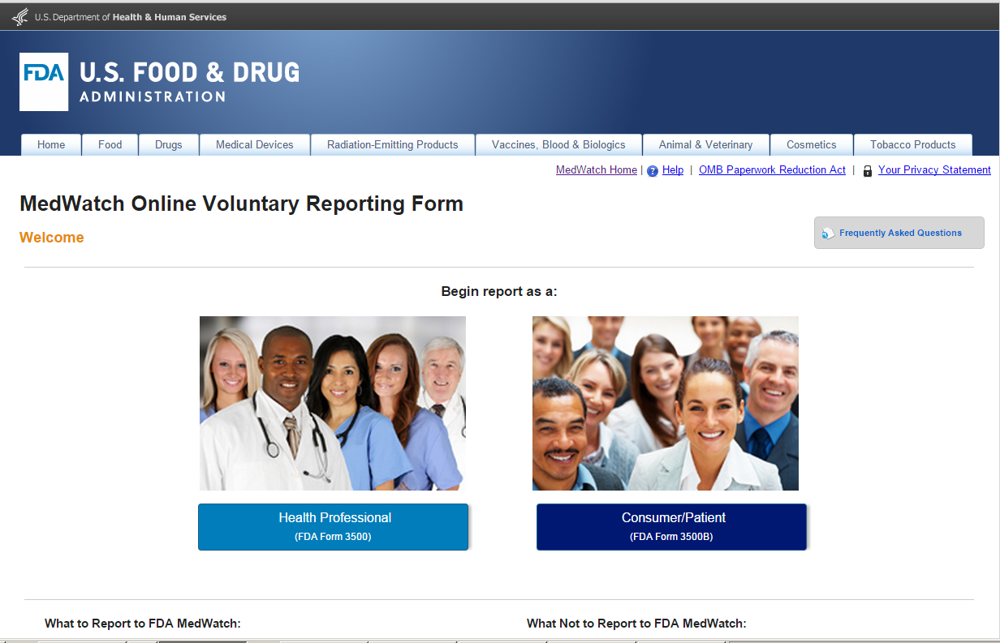 U.S. Department of Health & Human Services
FDA U.S. FOOD & DRUG
ADMINISTRATION
Home Food Drugs Medical Devices Radiation-Emitting Products Vaccines, Blood & Biologics Animal & Veterinary Cosmetics Tobacco Products
MedWatch Home | ? Help | OMB Paperwork Reduction Act | Your Privacy Statement
MedWatch Online Voluntary Reporting Form
Welcome
Frequently Asked Questions
Begin report as a:
Health Professional
(FDA Form 3500)
Consumer/Patient
(FDA Form 3500B)
What to Report to FDA MedWatch:
What Not to Report to FDA MedWatch: